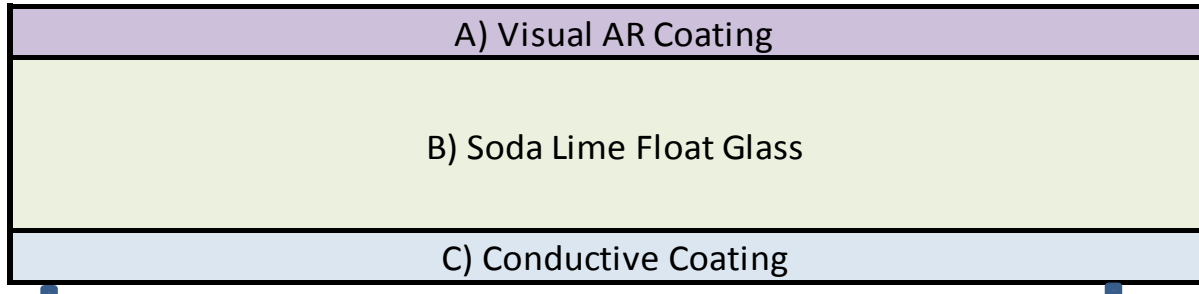 A) Visual AR Coating
B) Soda Lime Float Glass
C) Conductive Coating